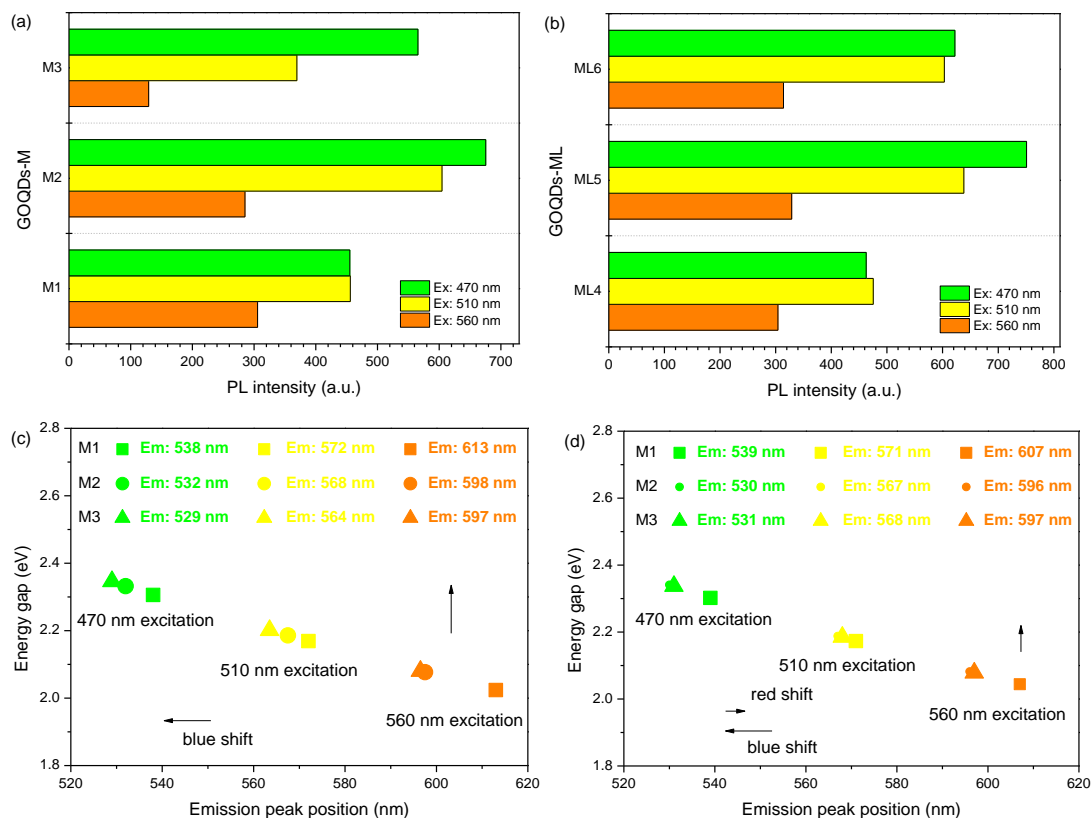 (a)
GOQDs-M
M3
M2
M1
Ex: 470 nm
Ex: 510 nm
Ex: 560 nm
0 100 200 300 400 500 600 700
PL intensity (a.u.)
(b)
GOQDs-ML
ML6
ML5
ML4
Ex: 470 nm
Ex: 510 nm
Ex: 560 nm
0 100 200 300 400 500 600 700 800
PL intensity (a.u.)
(c)
M1 Em: 538 nm Em: 572 nm Em: 613 nm
M2 Em: 532 nm Em: 568 nm Em: 598 nm
M3 Em: 529 nm Em: 564 nm Em: 597 nm
2.8
2.6
2.4
2.2
2.0
1.8
Energy gap (eV)
470 nm excitation
510 nm excitation
560 nm excitation
blue shift
520 540 560 580 600 620
Emission peak position (nm)
(d)
M1 Em: 539 nm Em: 571 nm Em: 607 nm
M2 Em: 530 nm Em: 567 nm Em: 596 nm
M3 Em: 531 nm Em: 568 nm Em: 597 nm
2.8
2.6
2.4
2.2
2.0
1.8
Energy gap (eV)
470 nm excitation
510 nm excitation
red shift
560 nm excitation
blue shift
520 540 560 580 600 620
Emission peak position (nm)